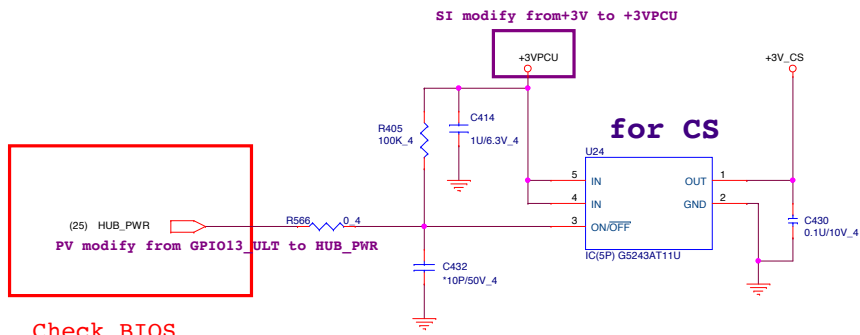 SI modify from+3V to +3VPCU
+3VPCU
+3V_CS
R405
100K_4
C414
1U/6.3V_4
for CS
U24
5
IN
OUT
1
4
IN
GND
2
3
ON/OFF
IC(5P) G5243AT11U
C430
0.1U/10V_4
(25) HUB_PWR
R566
0_4
PV modify from GPIO13_ULT to HUB_PWR
C432
*10P/50V_4
Check BIOS